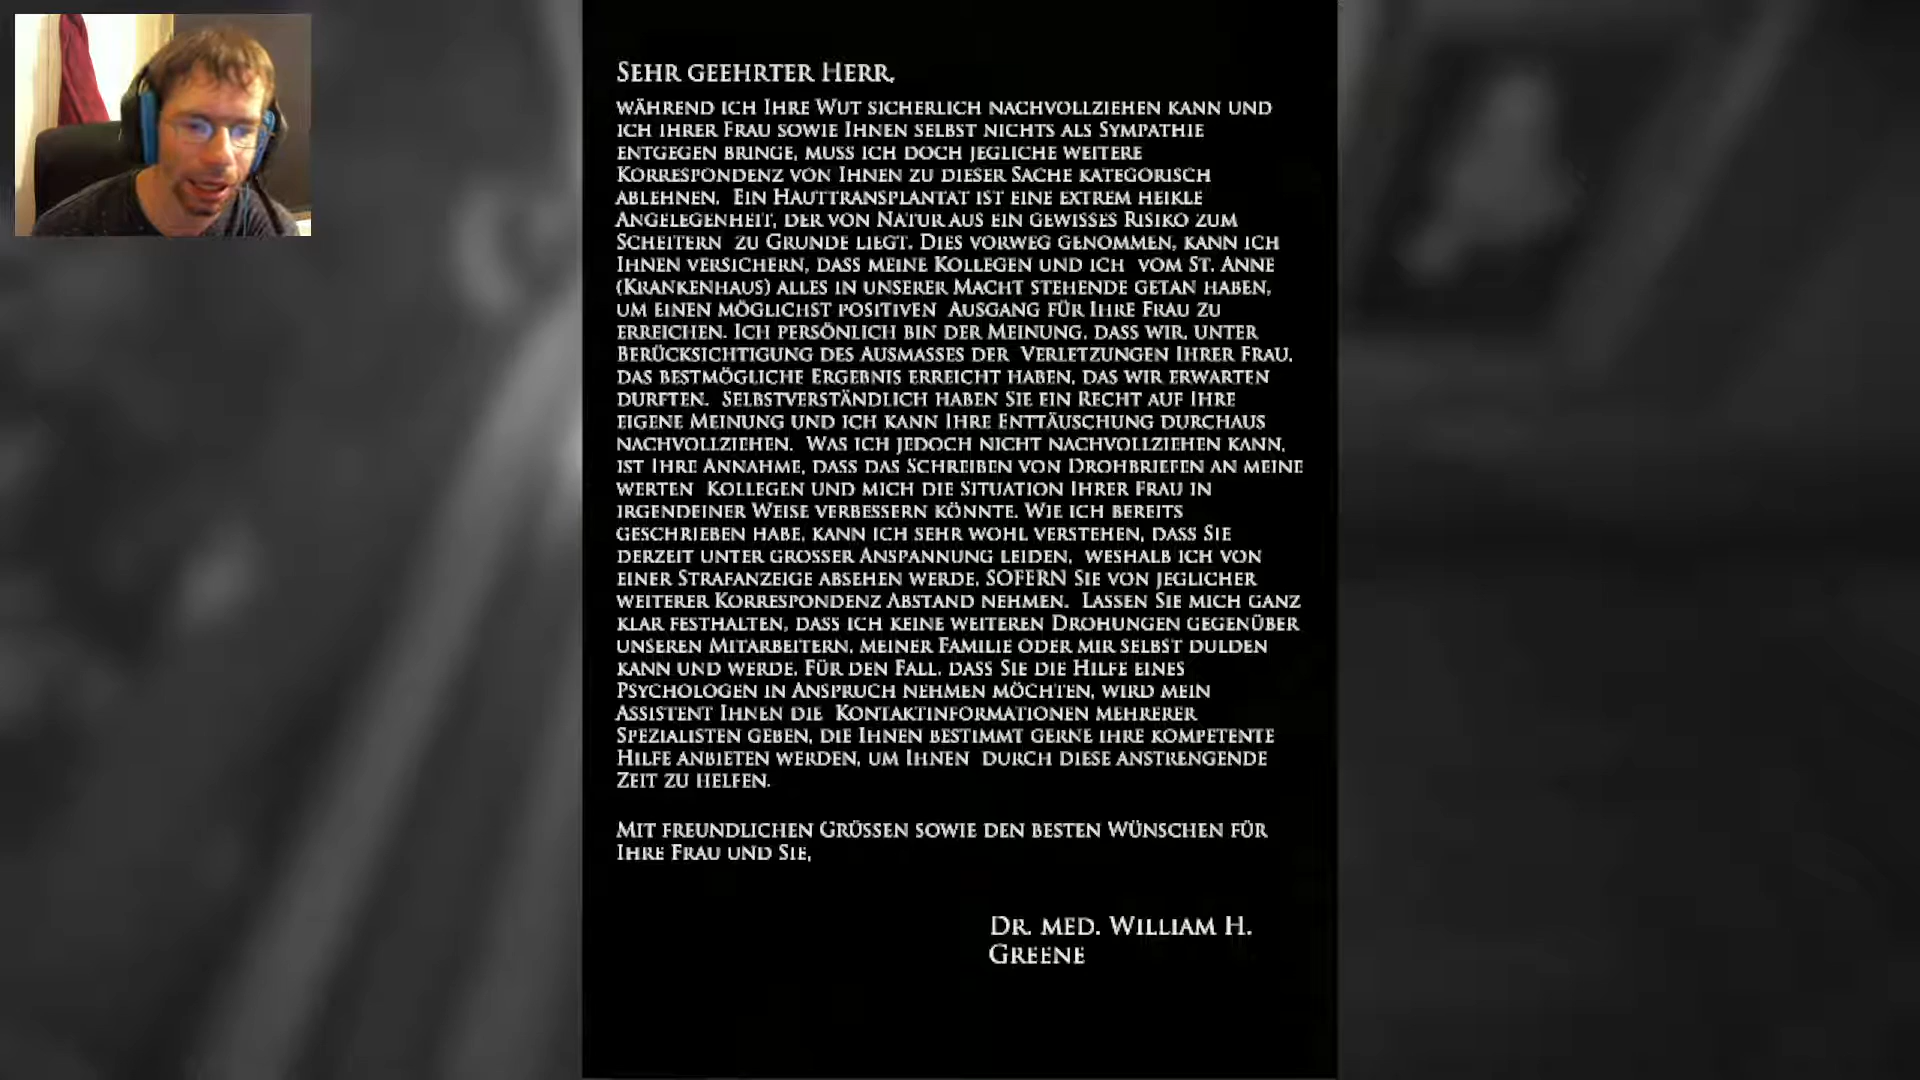 Sehr geehrter Herr,
während ich Ihre Wut sicherlich nachvollziehen kann und
ich ihrer Frau sowie Ihnen selbst nichts als Sympathie
entgegen bringe, muss ich doch jegliche weitere
Korrespondenz von Ihnen zu dieser Sache kategorisch
ablehnen. Ein Hauttransplantat ist eine extrem heikle
Angelegenheit, der von Natur aus ein gewisses Risiko zum
Scheitern zu Grunde liegt. Dies vorweg genommen, kann ich
Ihnen versichern, dass meine Kollegen und ich vom St. Anne
(Krankenhaus) alles in unserer Macht stehende getan haben,
um einen möglichst positiven Ausgang für Ihre Frau zu
erreichen. Ich persönlich bin der Meinung, dass wir, unter
Berücksichtigung des Ausmasses der Verletzungen Ihrer Frau,
das bestmögliche Ergebnis erreicht haben, das wir erwarten
durften. Selbstverständlich haben Sie ein Recht auf Ihre
eigene Meinung und ich kann Ihre Enttäuschung durchaus
nachvollziehen. Was ich jedoch nicht nachvollziehen kann,
ist Ihre Annahme, dass das Schreiben von Drohbriefen an meine
werten Kollegen und mich die Situation Ihrer Frau in
irgendeiner Weise verbessern könnte. Wie ich bereits
geschrieben habe, kann ich sehr wohl verstehen, dass Sie
derzeit unter grosser Anspannung leiden, weshalb ich von
einer Strafanzeige absehen werde, SOFERN Sie von jeglicher
weiterer Korrespondenz Abstand nehmen. Lassen Sie mich ganz
klar festhalten, dass ich keine weiteren Drohungen gegenüber
unseren Mitarbeitern, meiner Familie oder mir selbst dulden
kann und werde. Für den Fall, dass Sie die Hilfe eines
Psychologen in Anspruch nehmen möchten, wird mein
Assistent Ihnen die Kontaktinformationen mehrerer
Spezialisten geben, die Ihnen bestimmt gerne ihre kompetente
Hilfe anbieten werden, um Ihnen durch diese anstrengende
Zeit zu helfen.
Mit freundlichen Grüssen sowie den besten Wünschen für
Ihre Frau und Sie,
Dr. med. William H.
Greene